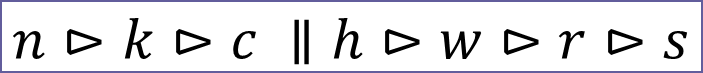 n ⊳ k ⊳ c ∥ h ⊳ w ⊳ r ⊳ s